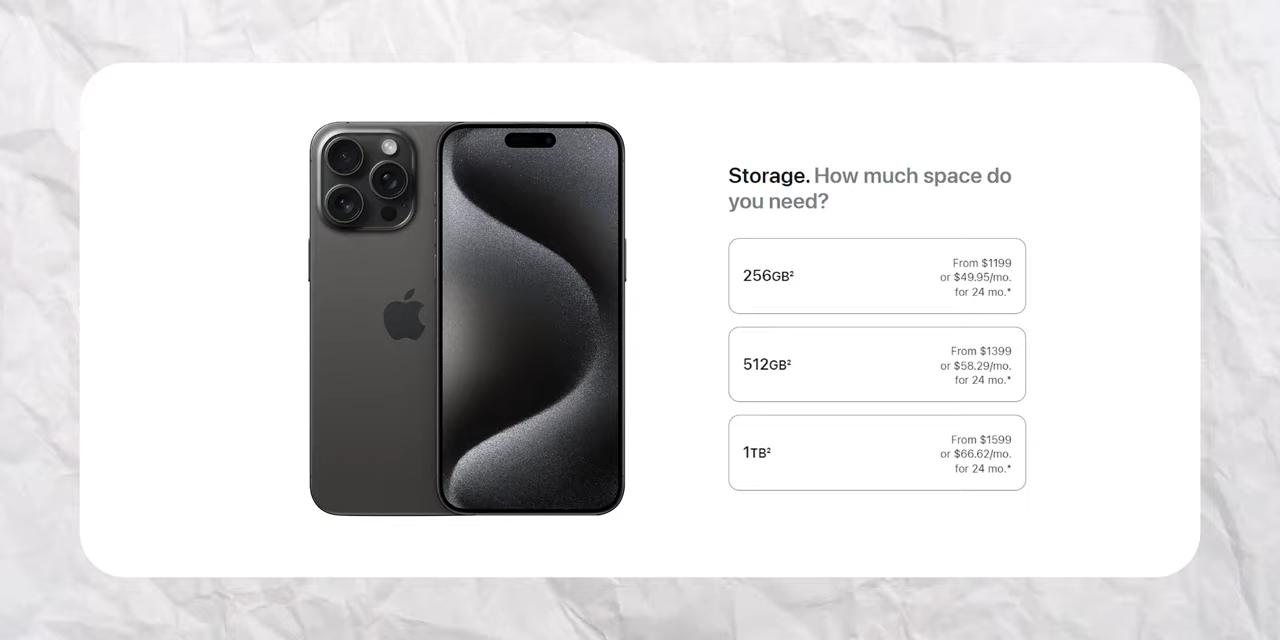 Storage. How much space do
you need?
256GB²
From $1199
or $49.95/mo.
for 24 mo.*
512GB²
From $1399
or $58.29/mo.
for 24 mo.*
1TB²
From $1599
or $66.62/mo.
for 24 mo.*